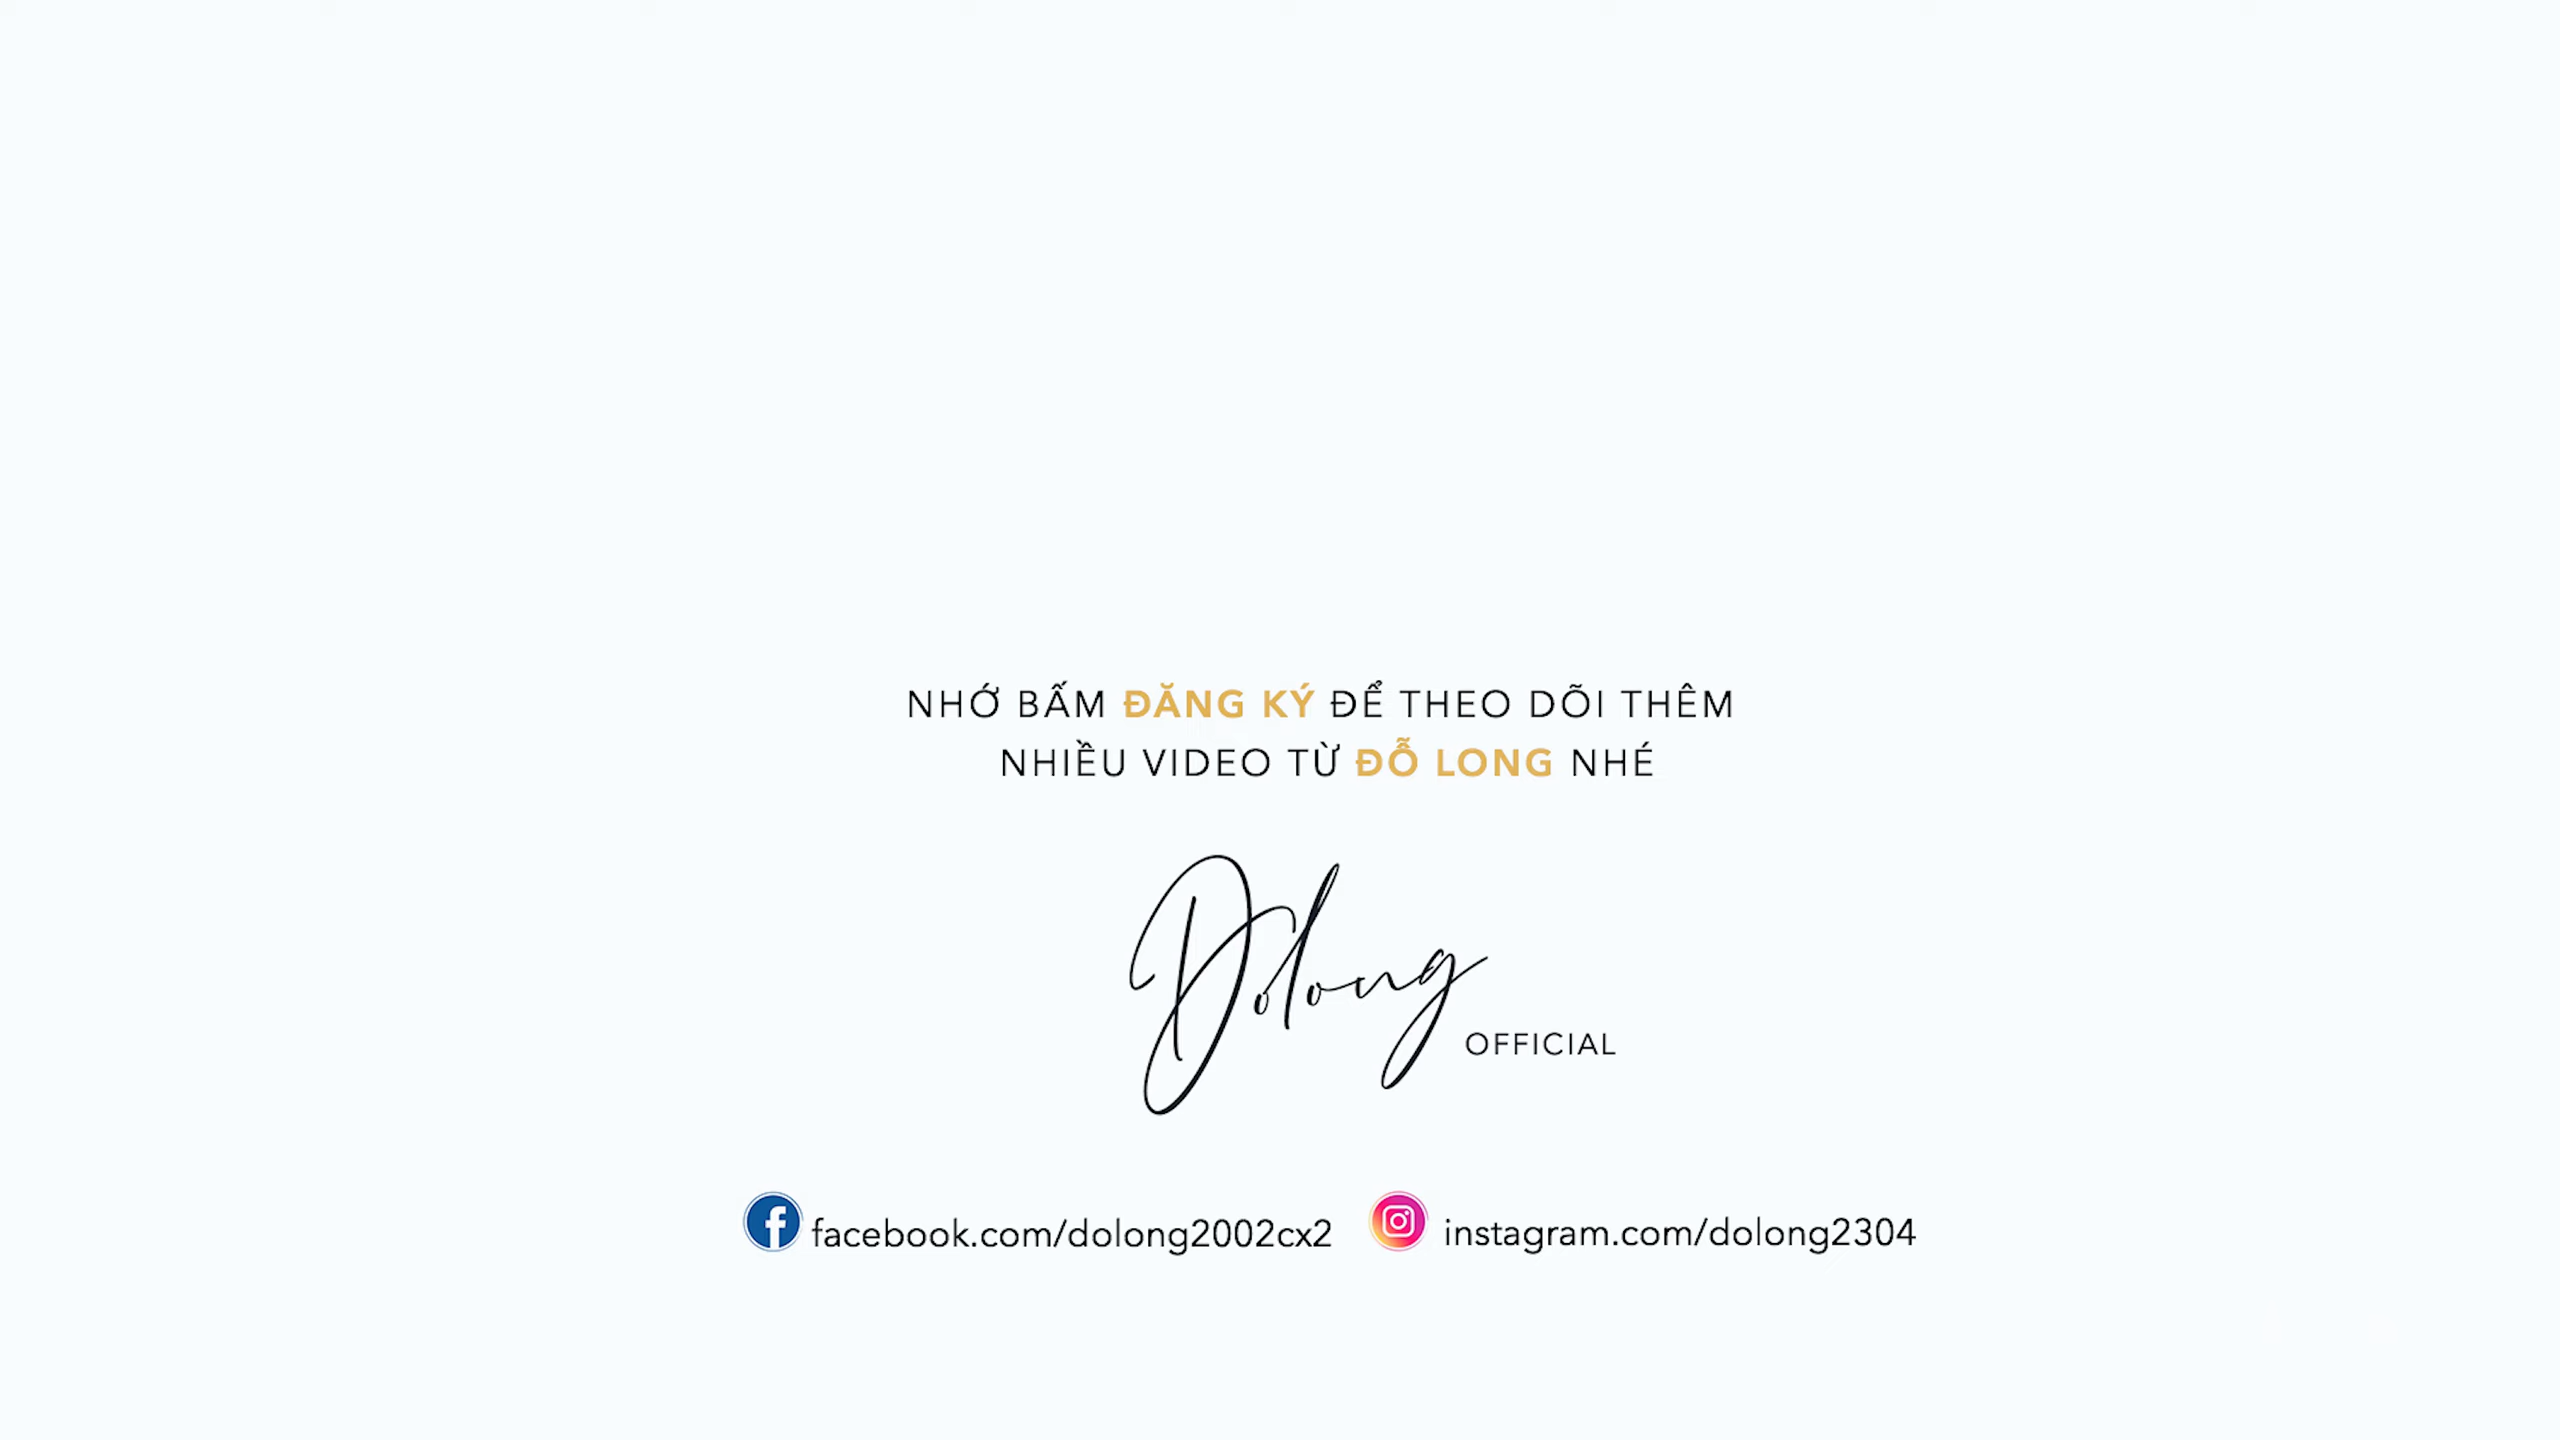 NHỚ BẤM ĐĂNG KÝ ĐỂ THEO DÕI THÊM
NHIỀU VIDEO TỪ ĐỖ LONG NHÉ
Dolong
OFFICIAL
facebook.com/dolong2002cx2 instagram.com/dolong2304